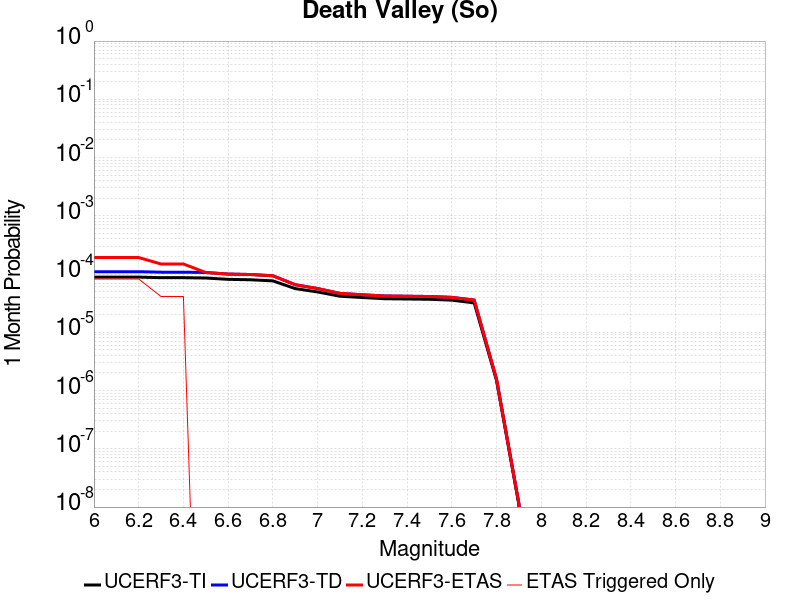 Death Valley (So)
1 Month Probability
10^0
10^-1
10^-2
10^-3
10^-4
10^-5
10^-6
10^-7
10^-8
6 6.2 6.4 6.6 6.8 7 7.2 7.4 7.6 7.8 8 8.2 8.4 8.6 8.8 9
Magnitude
UCERF3-TI UCERF3-TD UCERF3-ETAS ETAS Triggered Only